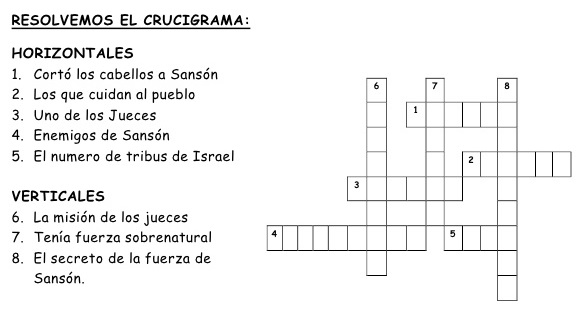 RESOLVEMOS EL CRUCIGRAMA:
HORIZONTALES
1. Cortó los cabellos a Sansón
2. Los que cuidan al pueblo
3. Uno de los Jueces
4. Enemigos de Sansón
5. El numero de tribus de Israel
VERTICALES
6. La misión de los jueces
7. Tenía fuerza sobrenatural
8. El secreto de la fuerza de
Sansón.
6 7 8
1
2
3
4 5